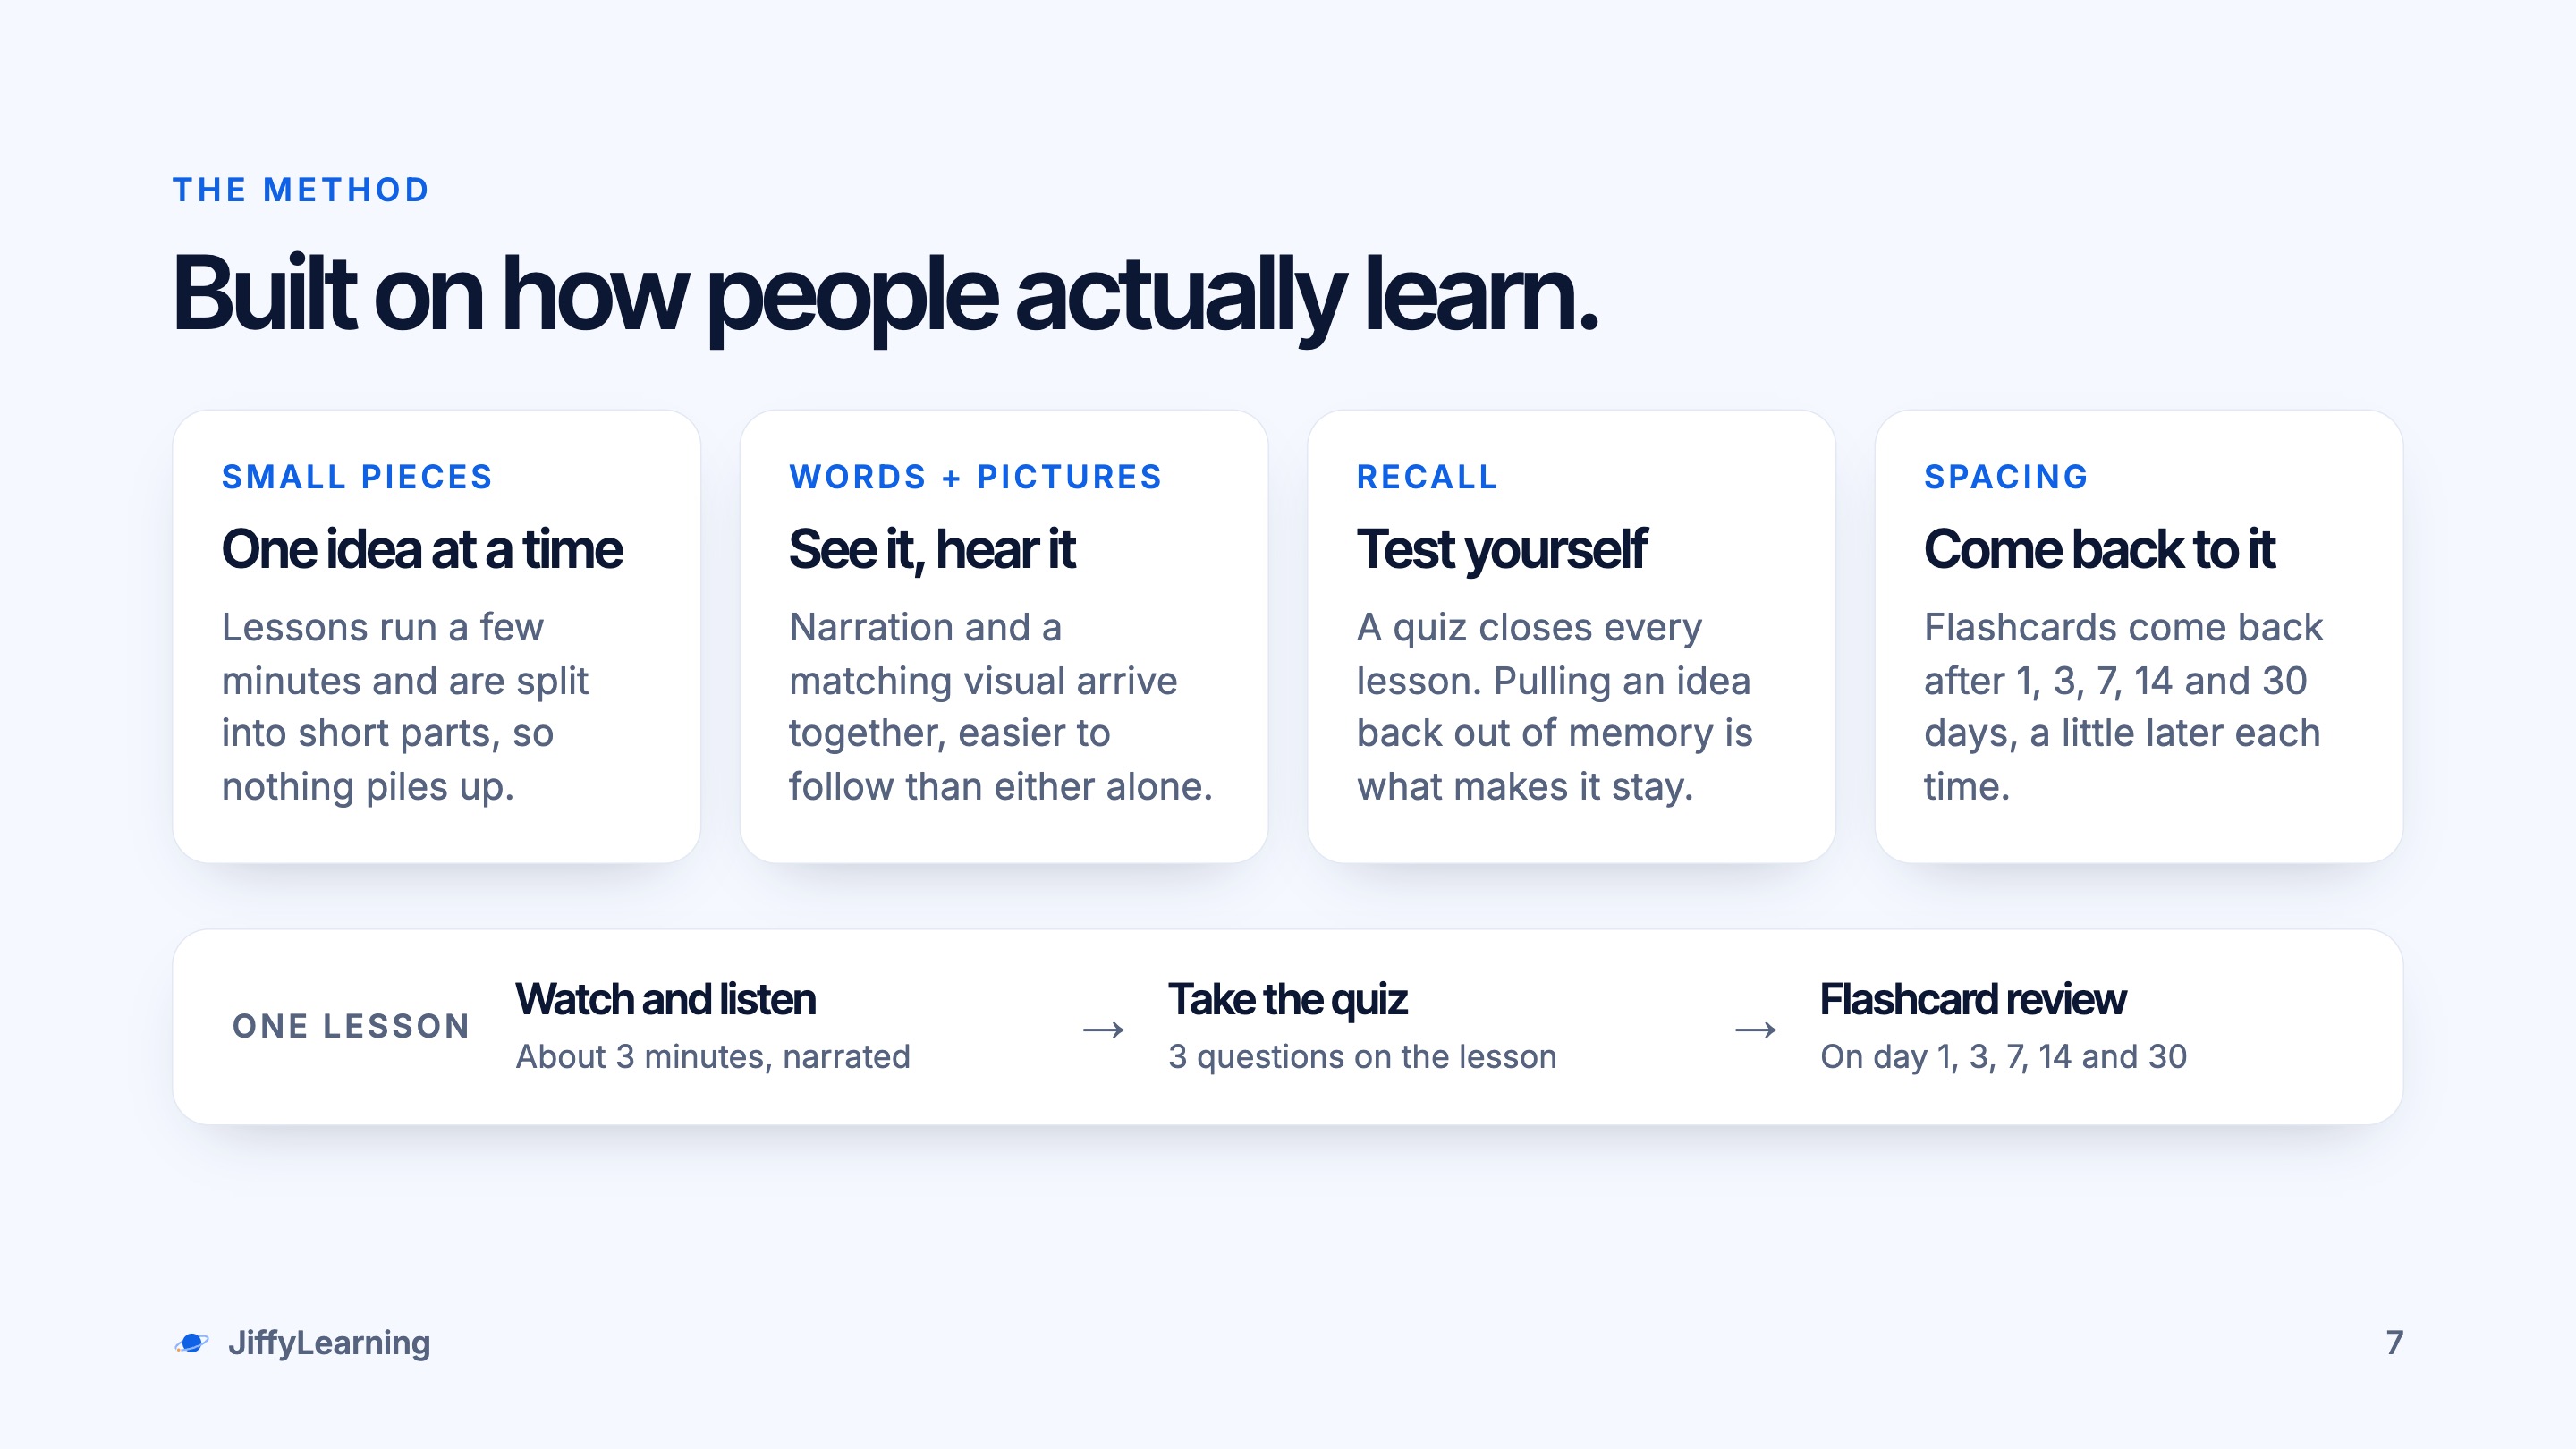 THE METHOD
Built on how people actually learn.
SMALL PIECES
One idea at a time
Lessons run a few
minutes and are split
into short parts, so
nothing piles up.
WORDS + PICTURES
See it, hear it
Narration and a
matching visual arrive
together, easier to
follow than either alone.
RECALL
Test yourself
A quiz closes every
lesson. Pulling an idea
back out of memory is
what makes it stay.
SPACING
Come back to it
Flashcards come back
after 1, 3, 7, 14 and 30
days, a little later each
time.
ONE LESSON
Watch and listen
About 3 minutes, narrated
→
Take the quiz
3 questions on the lesson
→
Flashcard review
On day 1, 3, 7, 14 and 30
JiffyLearning
7